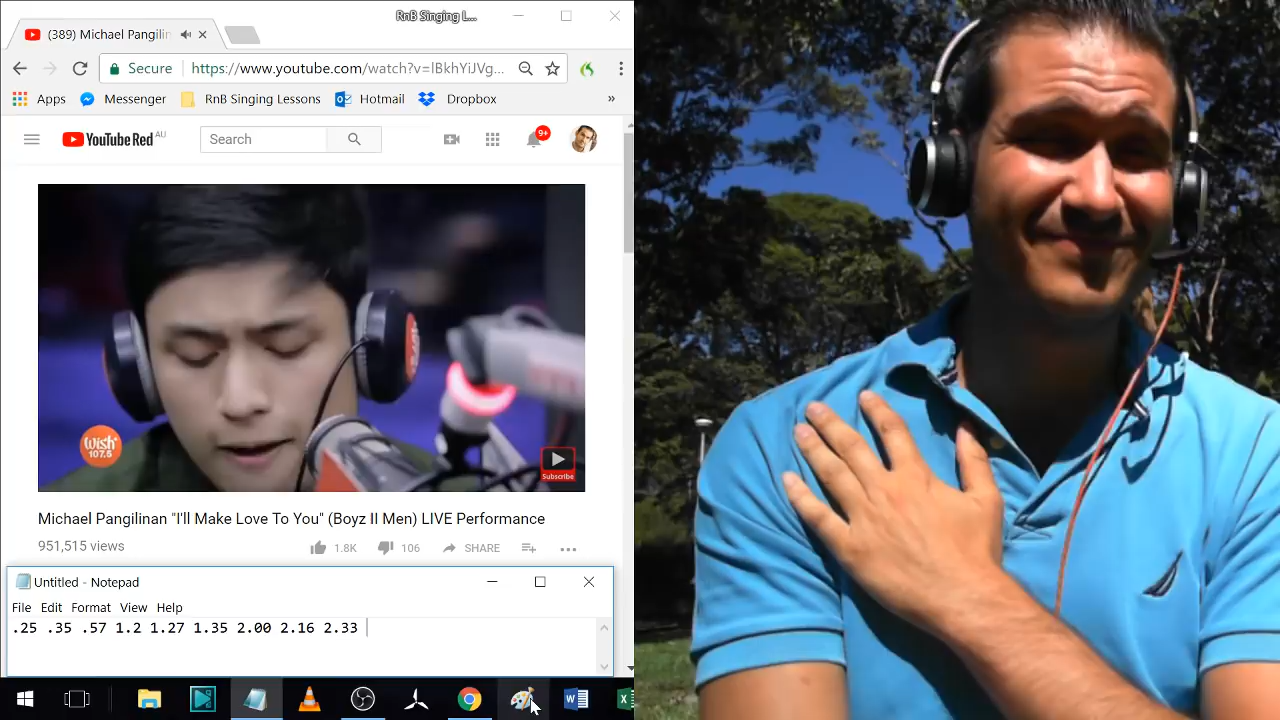 RnB Singing L...
(389) Michael Pangilin
Secure https://www.youtube.com/watch?v=lBkhYiJVg...
Apps Messenger RnB Singing Lessons Hotmail Dropbox »
YouTube Red AU Search 9+
wish
107.5
Subscribe
Michael Pangilinan "I'll Make Love To You" (Boyz II Men) LIVE Performance
951,515 views 1.8K 106 SHARE
Untitled - Notepad
File Edit Format View Help
.25 .35 .57 1.2 1.27 1.35 2.00 2.16 2.33